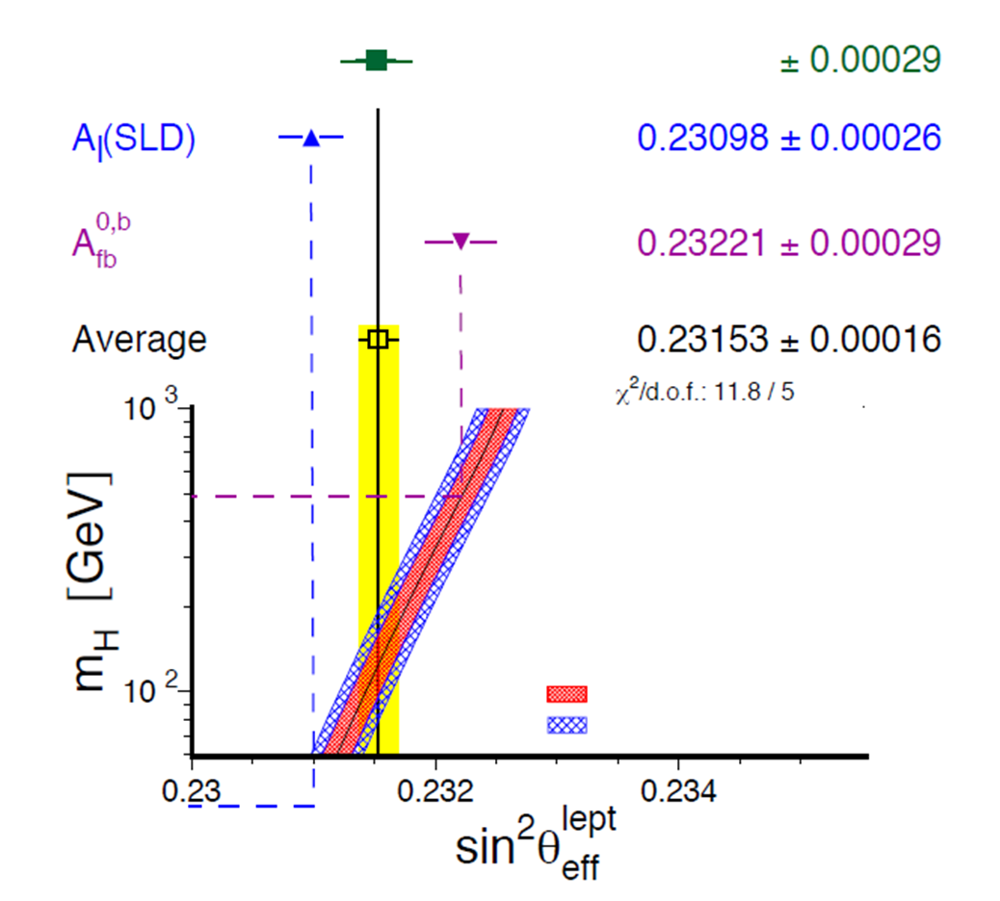 ± 0.00029
A_l(SLD) 0.23098 ± 0.00026
A_fb^0,b 0.23221 ± 0.00029
Average 0.23153 ± 0.00016
χ²/d.o.f.: 11.8 / 5
10³
m_H [GeV]
10²
0.23 0.232 0.234
sin²θ_eff^lept